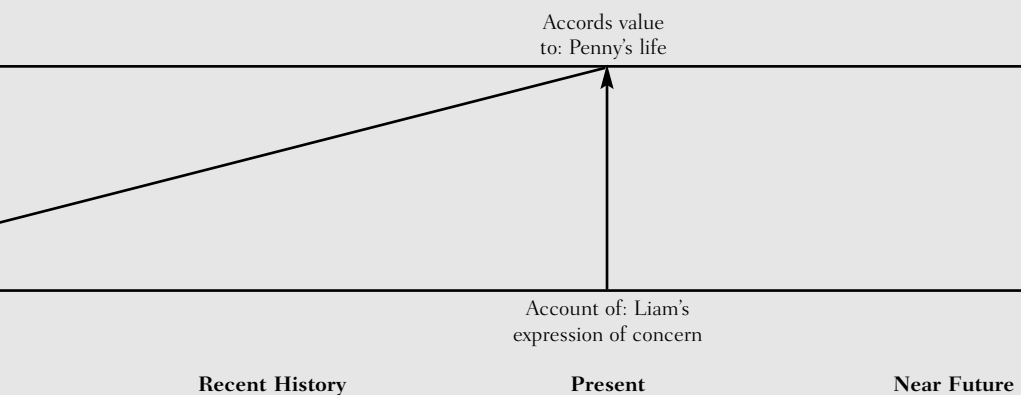 Accords value
to: Penny's life
Account of: Liam's
expression of concern
Recent History Present Near Future